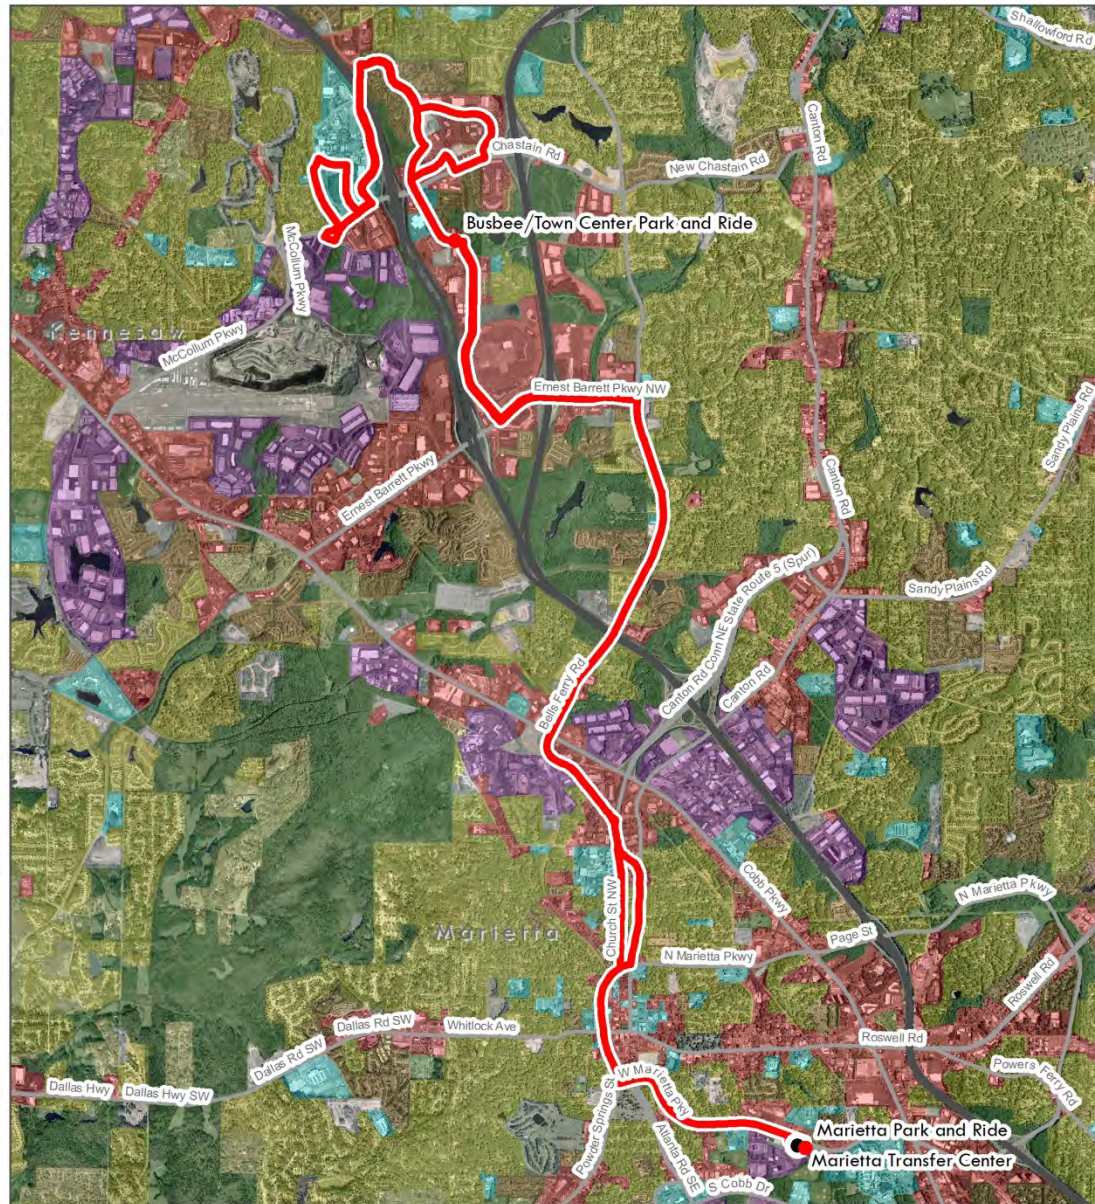 Shallowford Rd
Canton Rd
Chastain Rd
New Chastain Rd
Busbee/Town Center Park and Ride
McCollum Pkwy
Kennesaw
McCollum Pkwy
Ernest Barrett Pkwy NW
Sandy Plains Rd
Ernest Barrett Pkwy
Canton Rd
Canton Rd Conn NE State Route 5 (Spur)
Sandy Plains Rd
Bells Ferry Rd
Canton Rd
Cobb Pkwy
N Marietta Pkwy
Church St NW
Marietta
Page St
N Marietta Pkwy
Roswell Rd
Dallas Rd SW
Whitlock Ave
Roswell Rd
Dallas Rd SW
Powers Ferry Rd
Dallas Hwy
Dallas Hwy SW
W Marietta Pky
Powder Springs St
Atlanta Rd SE
Marietta Park and Ride
Marietta Transfer Center
S Cobb Dr